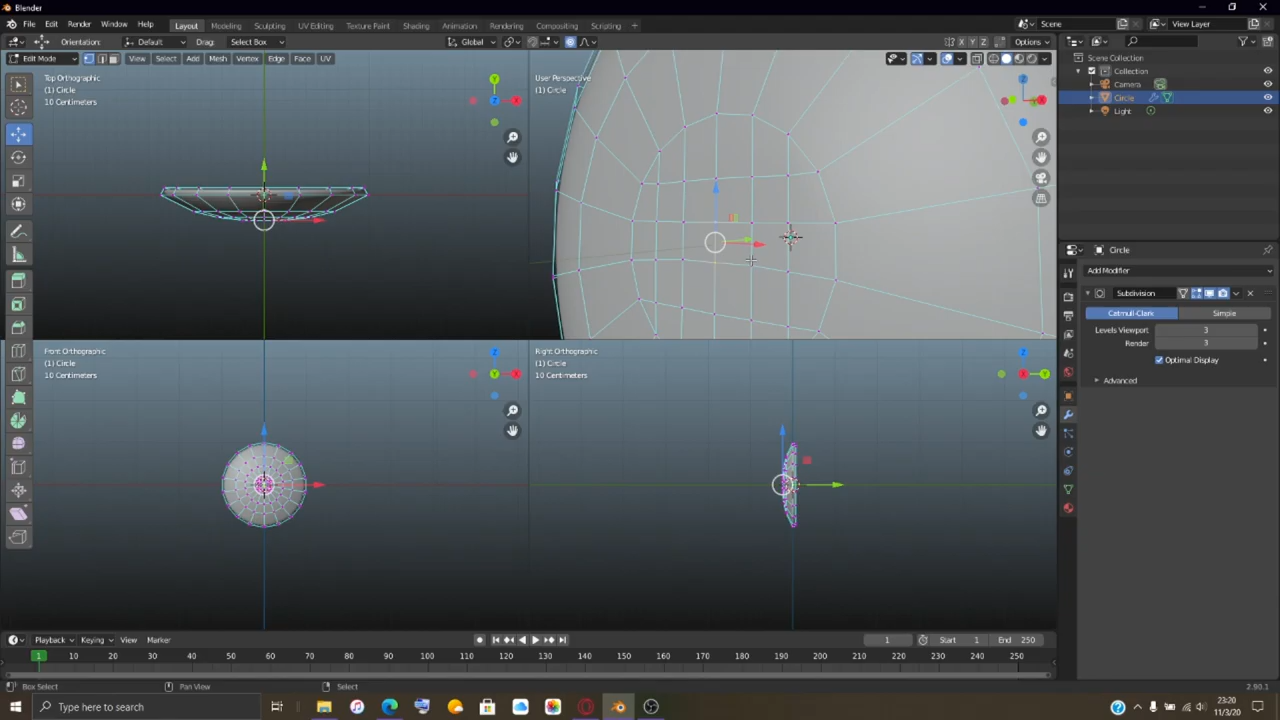 Blender
File Edit Render Window Help Layout Modeling Sculpting UV Editing Texture Paint Shading Animation Rendering Compositing Scripting + Scene View Layer
Orientation: Default Drag: Select Box Global X Y Z Options
Edit Mode View Select Add Mesh Vertex Edge Face UV
Scene Collection
Collection
Camera
Circle
Light
Top Orthographic
(1) Circle
10 Centimeters
User Perspective
(1) Circle
Front Orthographic
(1) Circle
10 Centimeters
Right Orthographic
(1) Circle
10 Centimeters
Circle
Add Modifier
Subdivision
Catmull-Clark Simple
Levels Viewport 3
Render 3
Optimal Display
Advanced
Playback Keying View Marker 1 Start 1 End 250
1 10 20 30 40 50 60 70 80 90 100 110 120 130 140 150 160 170 180 190 200 210 220 230 240 250
Box Select Pan View Select 2.90.1
Type here to search
23:20
11/3/20